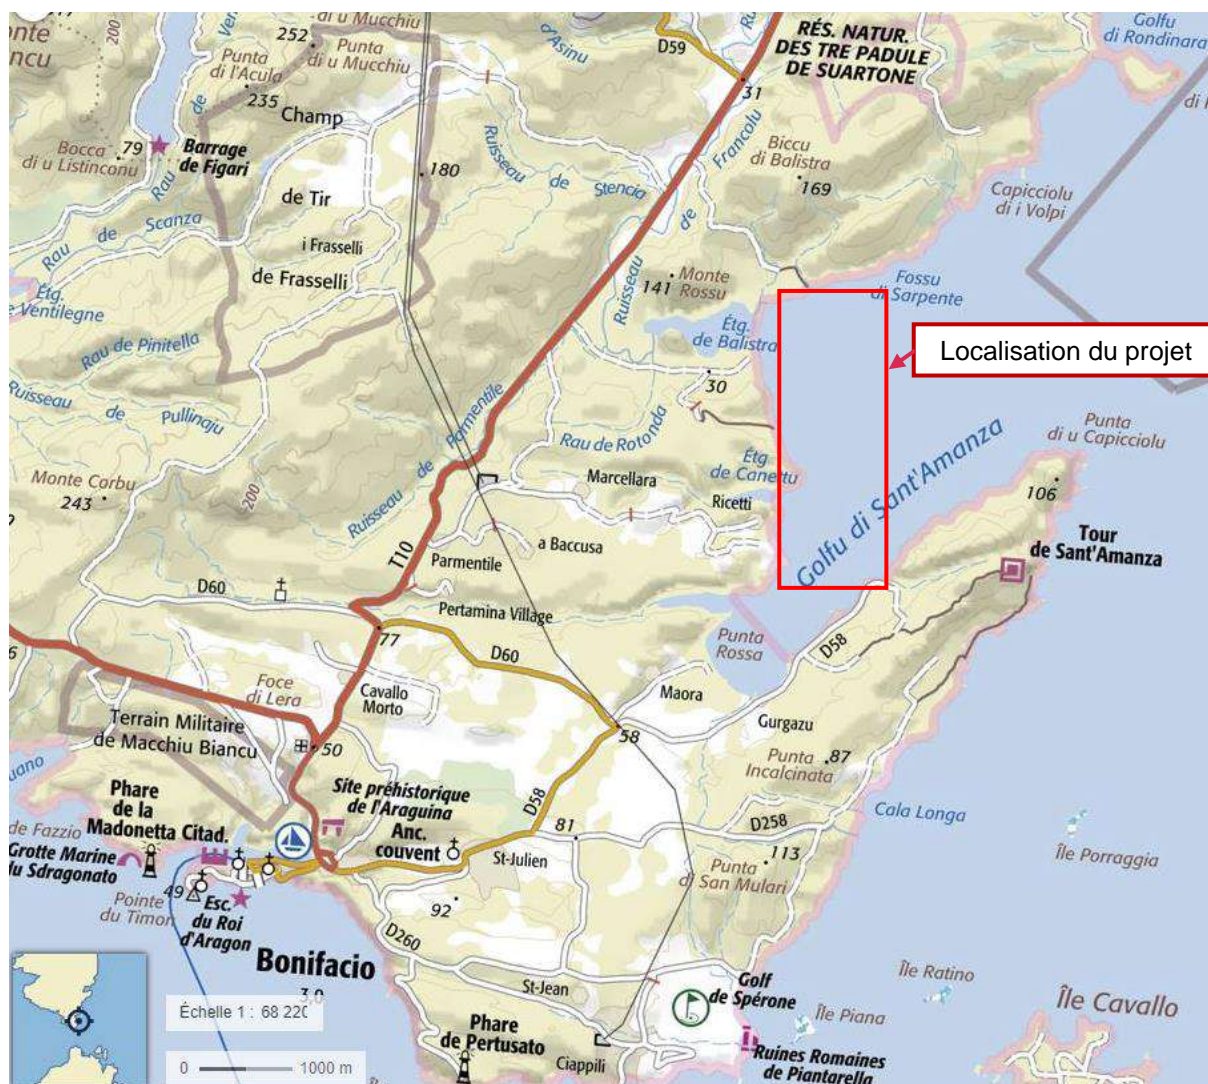 Golfu
di Rondinara
RÉS. NATUR.
DES TRE PADULE
DE SUARTONE
D59
d'Asinu
u Mucchiu
252
Punta
di u Mucchiu
200
Punta
di l'Acula
235
Champ
31
Bocca
di u Listinconu
79
Barrage
de Figari
180
Ruisseau
de
Stencia
Francolu
de
Ruisseau
Biccu
di Balistra
169
Capicciolu
di i Volpi
de Tir
Rau de Scanza
i Frasselli
de Frasselli
141
Monte
Rossu
Fossu
di Sarpente
Étg.
de Ventilegne
Étg.
de Balistra
Localisation du projet
Rau de Pinitella
30
Ruisseau de Pullinaju
Ruisseau de Parmentile
Rau de Rotonda
Punta
di u Capicciolu
Golfu di Sant'Amanza
Étg
de Canettu
Monte Corbu
243
200
Marcellara
Ricetti
106
Tour
de Sant'Amanza
a Baccusa
T10
Parmentile
D60
Pertamina Village
77
D60
Punta
Rossa
D58
Foce
di Lera
Cavallo
Morto
Maora
Terrain Militaire
de Macchiu Biancu
50
58
Gurgazu
Punta
Incalcinata
87
Phare
de la
Madonetta
Citad.
Site préhistorique
de l'Araguina
Anc.
couvent
D58
81
D258
Cala Longa
de Fazzio
Grotte Marine
du Sdragonato
St-Julien
113
Punta
di San Mulari
Île Porraggia
49
Pointe
du Timon
Esc.
du Roi
d'Aragon
92
D260
Bonifacio
St-Jean
Golf
de Spérone
Île Ratino
Île Cavallo
3,0
Échelle 1 : 68 220
Île Piana
Phare
de Pertusato
Ciappili
Ruines Romaines
de Piantarella
0
1000 m